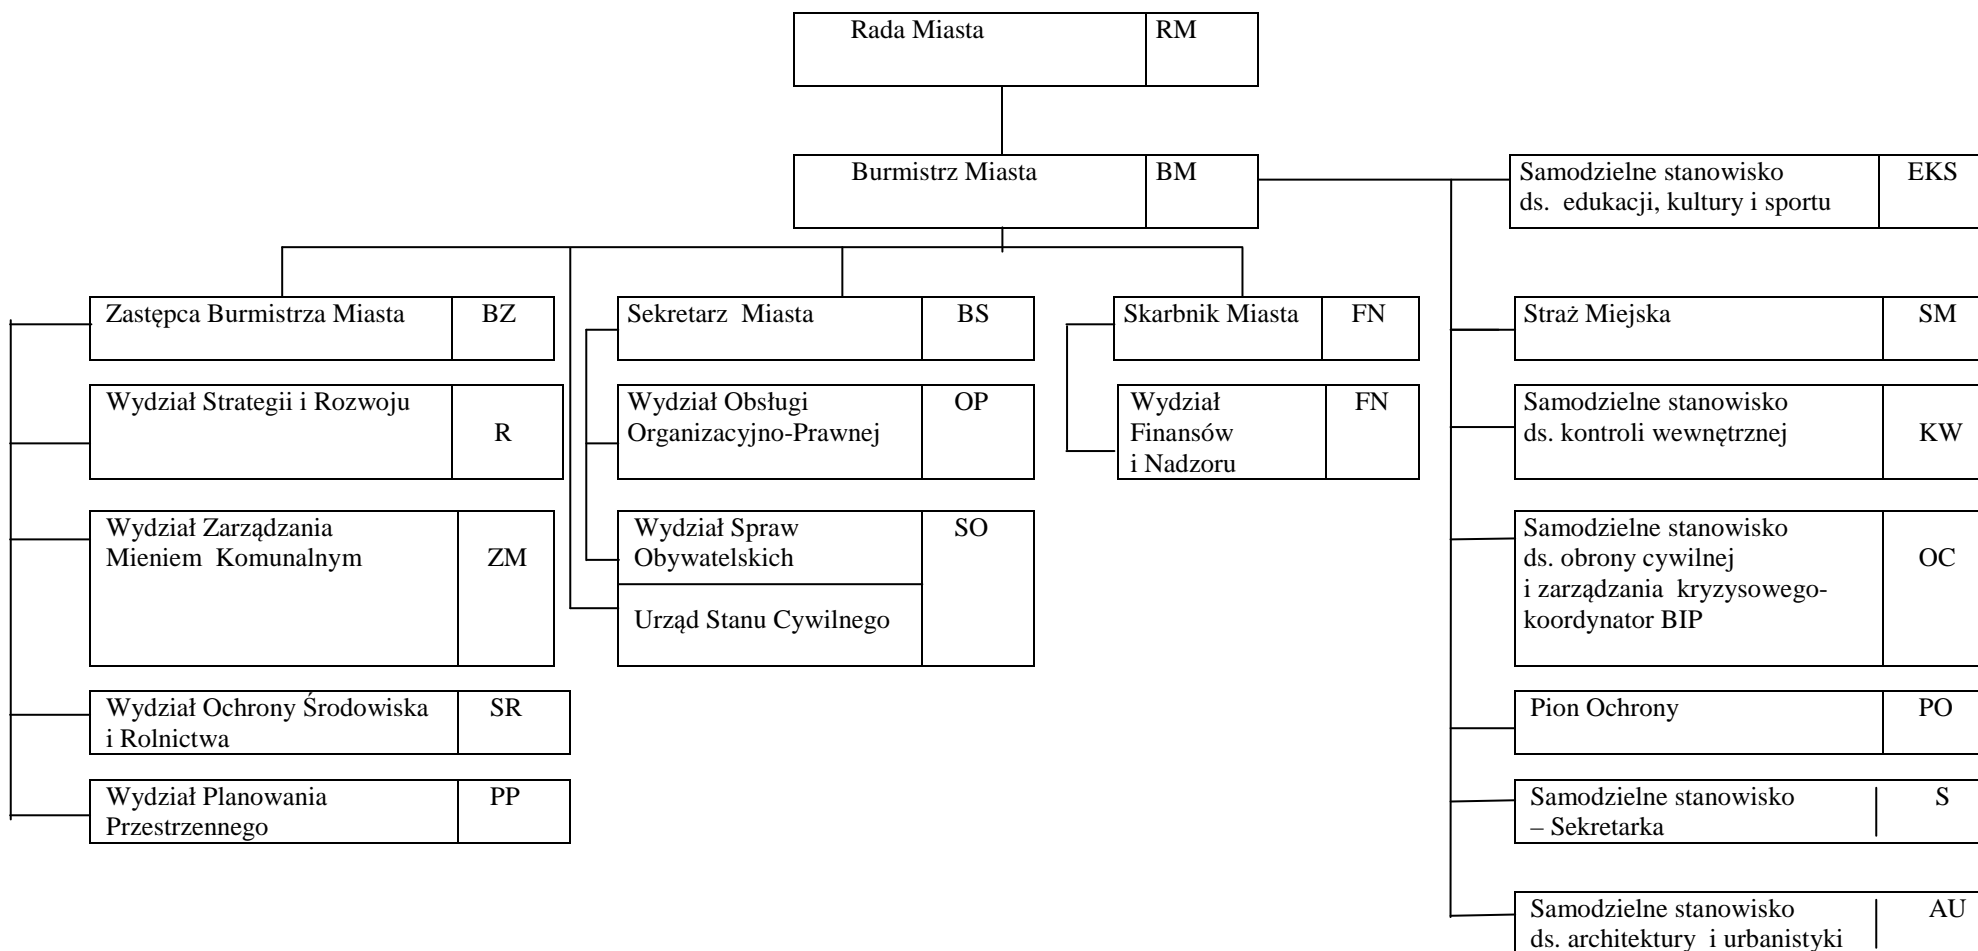 Rada Miasta RM
Burmistrz Miasta BM
Samodzielne stanowisko EKS
ds. edukacji, kultury i sportu
Zastępca Burmistrza Miasta BZ
Sekretarz Miasta BS
Skarbnik Miasta FN
Straż Miejska SM
Wydział Strategii i Rozwoju
R
Wydział Obsługi OP
Organizacyjno-Prawnej
Wydział FN
Finansów
i Nadzoru
Samodzielne stanowisko
ds. kontroli wewnętrznej KW
Wydział Zarządzania
Mieniem Komunalnym ZM
Wydział Spraw SO
Obywatelskich
Urząd Stanu Cywilnego
Samodzielne stanowisko
ds. obrony cywilnej OC
i zarządzania kryzysowego-
koordynator BIP
Wydział Ochrony Środowiska SR
i Rolnictwa
Pion Ochrony PO
Wydział Planowania PP
Przestrzennego
Samodzielne stanowisko S
– Sekretarka
Samodzielne stanowisko AU
ds. architektury i urbanistyki